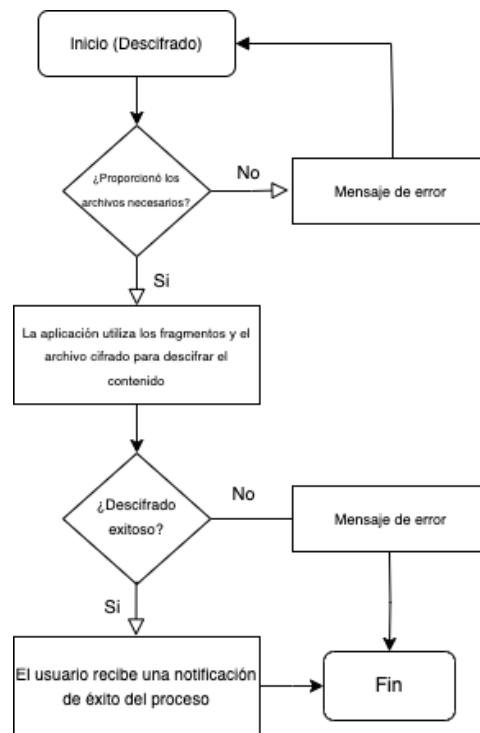 Inicio (Descifrado)
¿Proporcionó los
archivos necesarios?
No
Mensaje de error
Si
La aplicación utiliza los fragmentos y el
archivo cifrado para descifrar el
contenido
¿Descifrado
exitoso?
No
Mensaje de error
Si
El usuario recibe una notificación
de éxito del proceso
Fin